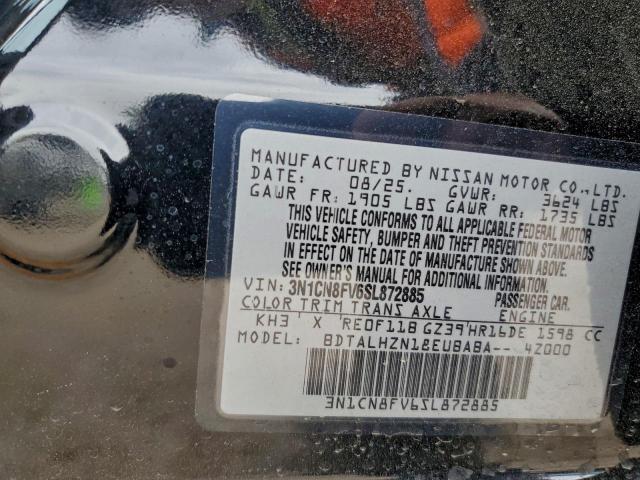 MANUFACTURED BY NISSAN MOTOR CO.,LTD.
DATE: 08/25. GVWR: 3624 LBS
GAWR FR: 1905 LBS GAWR RR: 1735 LBS
THIS VEHICLE CONFORMS TO ALL APPLICABLE FEDERAL MOTOR
VEHICLE SAFETY, BUMPER AND THEFT PREVENTION STANDARDS
IN EFFECT ON THE DATE OF MANUFACTURE SHOWN ABOVE.
SEE OWNER'S MANUAL FOR ADDITIONAL INFORMATION.
VIN: 3N1CN8FV6SL872885 PASSENGER CAR.
COLOR TRIM TRANS AXLE ENGINE
KH3 ' X ' RE0F11B GZ39'HR16DE 1598 CC
MODEL: BDTALHZN1&EU8ABA-- 4Z000
3N1CN8FV6SL872885